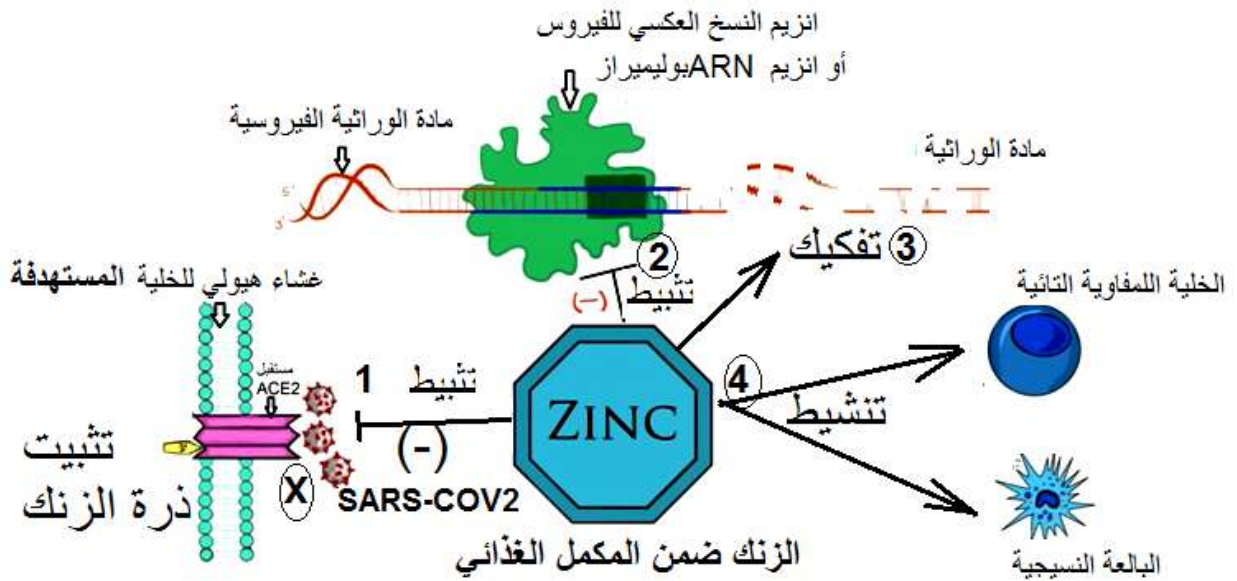 انزيم النسخ العكسي للفيروس
أو انزيم ARNبوليميراز
مادة الوراثية الفيروسية
مادة الوراثية
5'
3'
2
(-)
تثبيط
تفكيك 3
غشاء هيولي للخلية المستهدفة
الخلية اللمفاوية التائية
مستقبل
ACE2
1 تثبيط
(-)
ZINC
4
تنشيط
تثبيت
ذرة الزنك
X
SARS-COV2
الزنك ضمن المكمل الغذائي
البالعة النسيجية